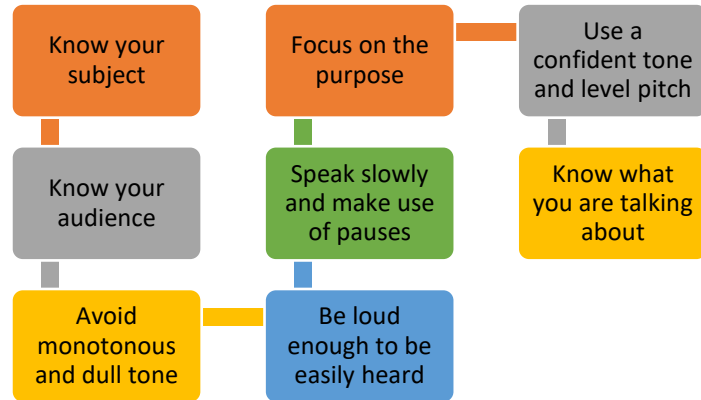 Know your
subject
Know your
audience
Avoid
monotonous
and dull tone
Be loud
enough to be
easily heard
Speak slowly
and make use
of pauses
Focus on the
purpose
Use a
confident tone
and level pitch
Know what
you are talking
about